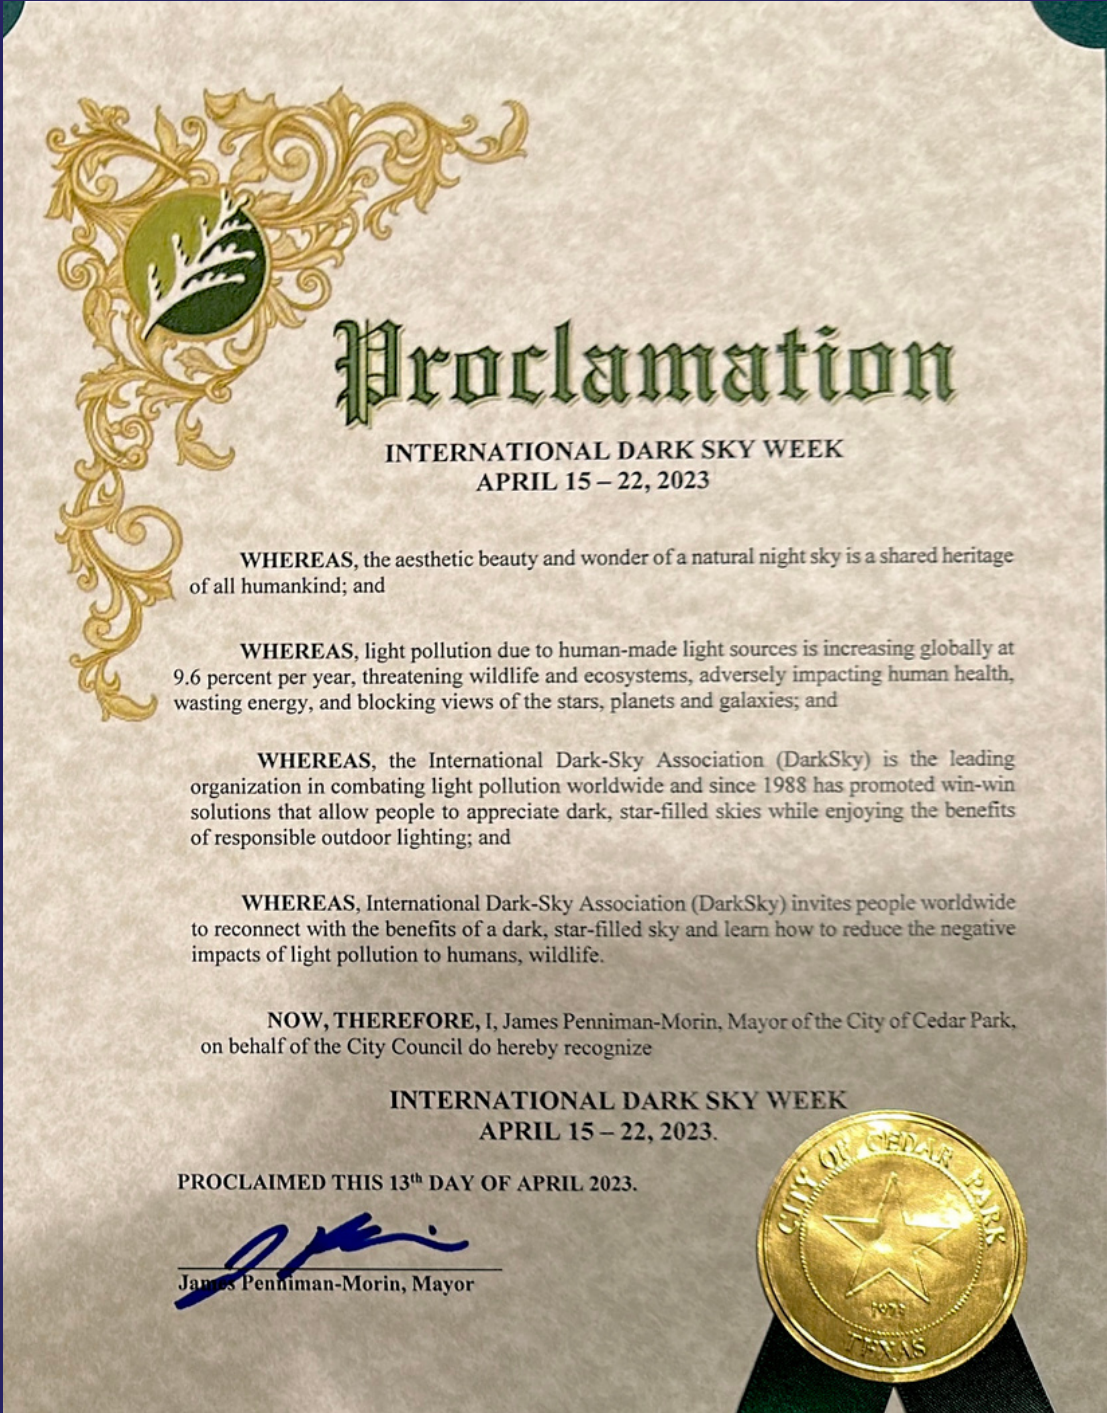 Proclamation
INTERNATIONAL DARK SKY WEEK
APRIL 15 – 22, 2023
WHEREAS, the aesthetic beauty and wonder of a natural night sky is a shared heritage
of all humankind; and
WHEREAS, light pollution due to human-made light sources is increasing globally at
9.6 percent per year, threatening wildlife and ecosystems, adversely impacting human health,
wasting energy, and blocking views of the stars, planets and galaxies; and
WHEREAS, the International Dark-Sky Association (DarkSky) is the leading
organization in combating light pollution worldwide and since 1988 has promoted win-win
solutions that allow people to appreciate dark, star-filled skies while enjoying the benefits
of responsible outdoor lighting; and
WHEREAS, International Dark-Sky Association (DarkSky) invites people worldwide
to reconnect with the benefits of a dark, star-filled sky and learn how to reduce the negative
impacts of light pollution to humans, wildlife.
NOW, THEREFORE, I, James Penniman-Morin, Mayor of the City of Cedar Park,
on behalf of the City Council do hereby recognize
INTERNATIONAL DARK SKY WEEK
APRIL 15 – 22, 2023.
PROCLAIMED THIS 13th DAY OF APRIL 2023.
James Penniman-Morin, Mayor
CITY OF CEDAR PARK
TEXAS